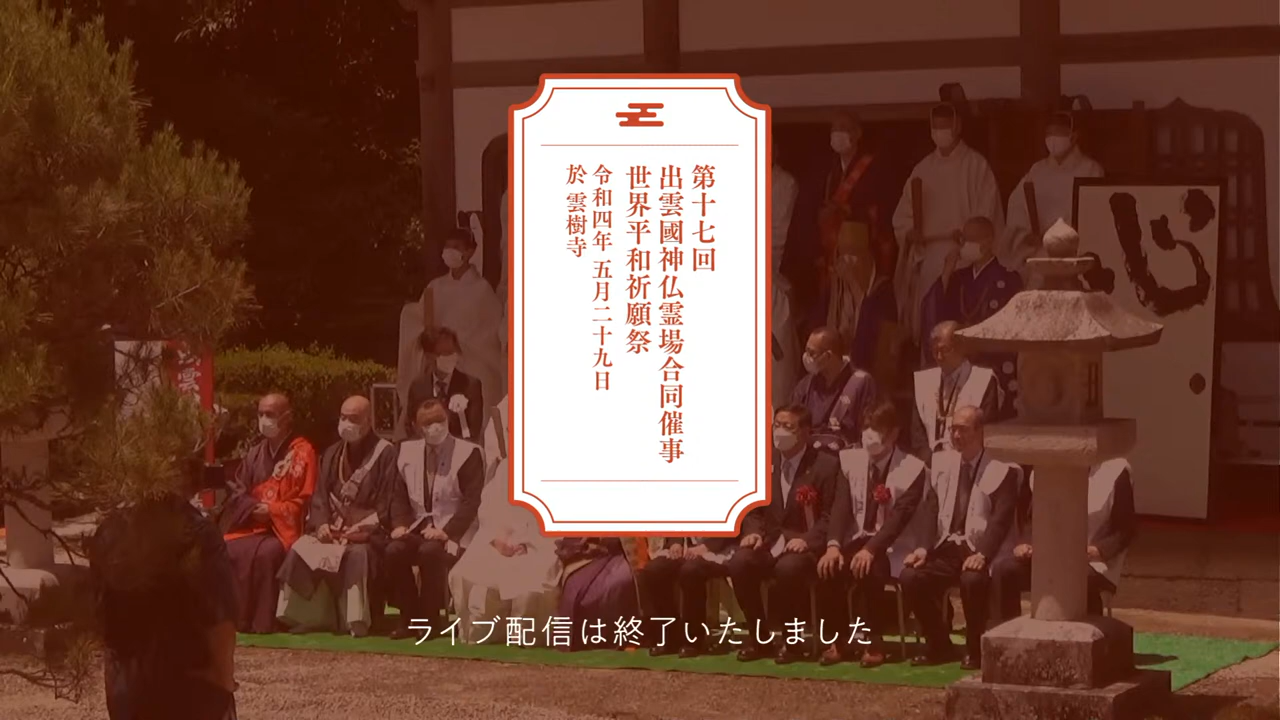 第十七回
出雲國神仏霊場合同催事
世界平和祈願祭
令和四年 五月二十九日
於 雲樹寺
ライブ配信は終了いたしました